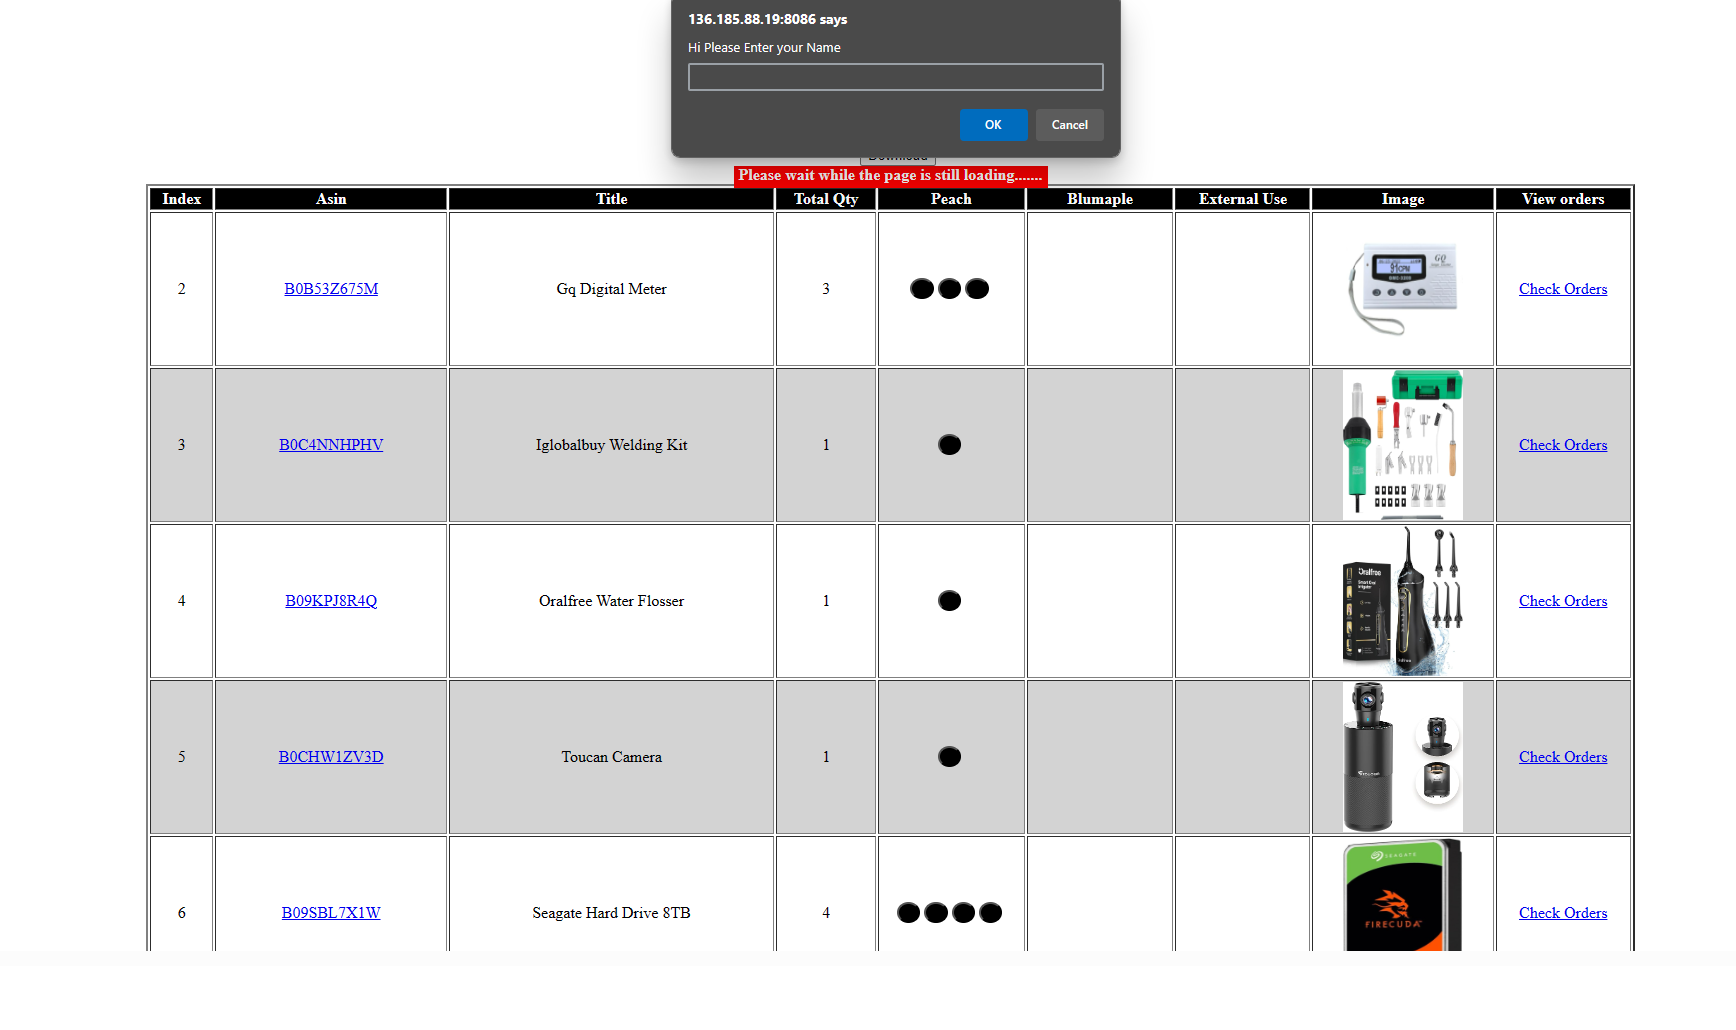 136.185.88.19:8086 says
Hi Please Enter your Name
OK Cancel
Download
Please wait while the page is still loading.......
Index Asin Title Total Qty Peach Blumaple External Use Image View orders
2 B0B53Z675M Gq Digital Meter 3 GQ Check Orders
3 B0C4NNHPHV Iglobalbuy Welding Kit 1 Check Orders
4 B09KPJ8R4Q Oralfree Water Flosser 1 Oralfree Check Orders
5 B0CHW1ZV3D Toucan Camera 1 Check Orders
6 B09SBL7X1W Seagate Hard Drive 8TB 4 SEAGATE FIRECUDA Check Orders